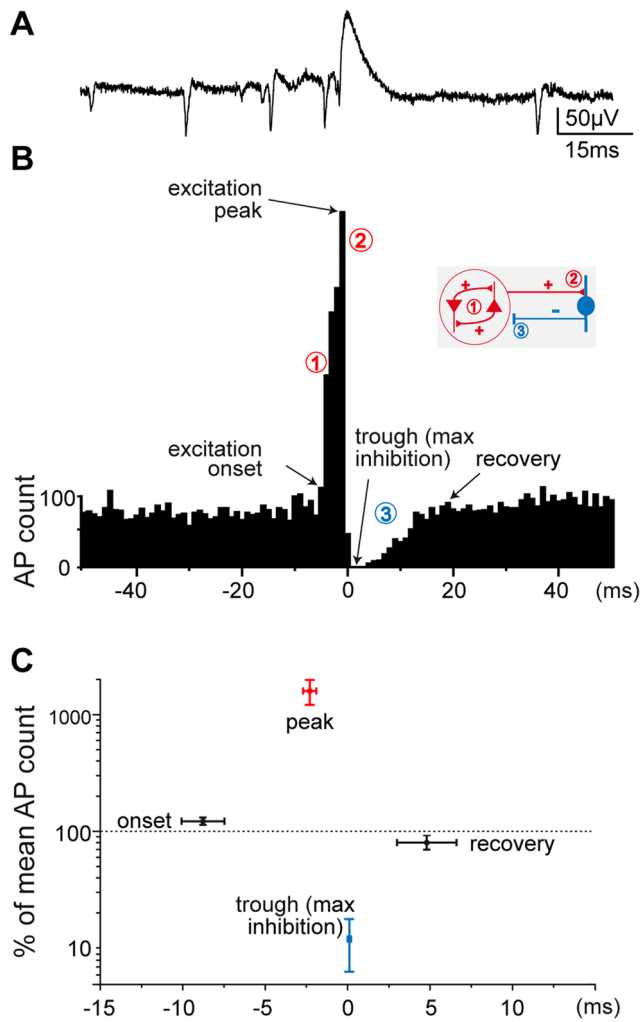 A
50µV
15ms
B
excitation
peak
②
①
+
①
+
+
②
-
③
excitation
onset
trough (max
inhibition)
recovery
③
AP count
100
0
-40
-20
0
20
40
(ms)
C
% of mean AP count
1000
100
10
peak
onset
recovery
trough (max
inhibition)
-15
-10
-5
0
5
10
(ms)